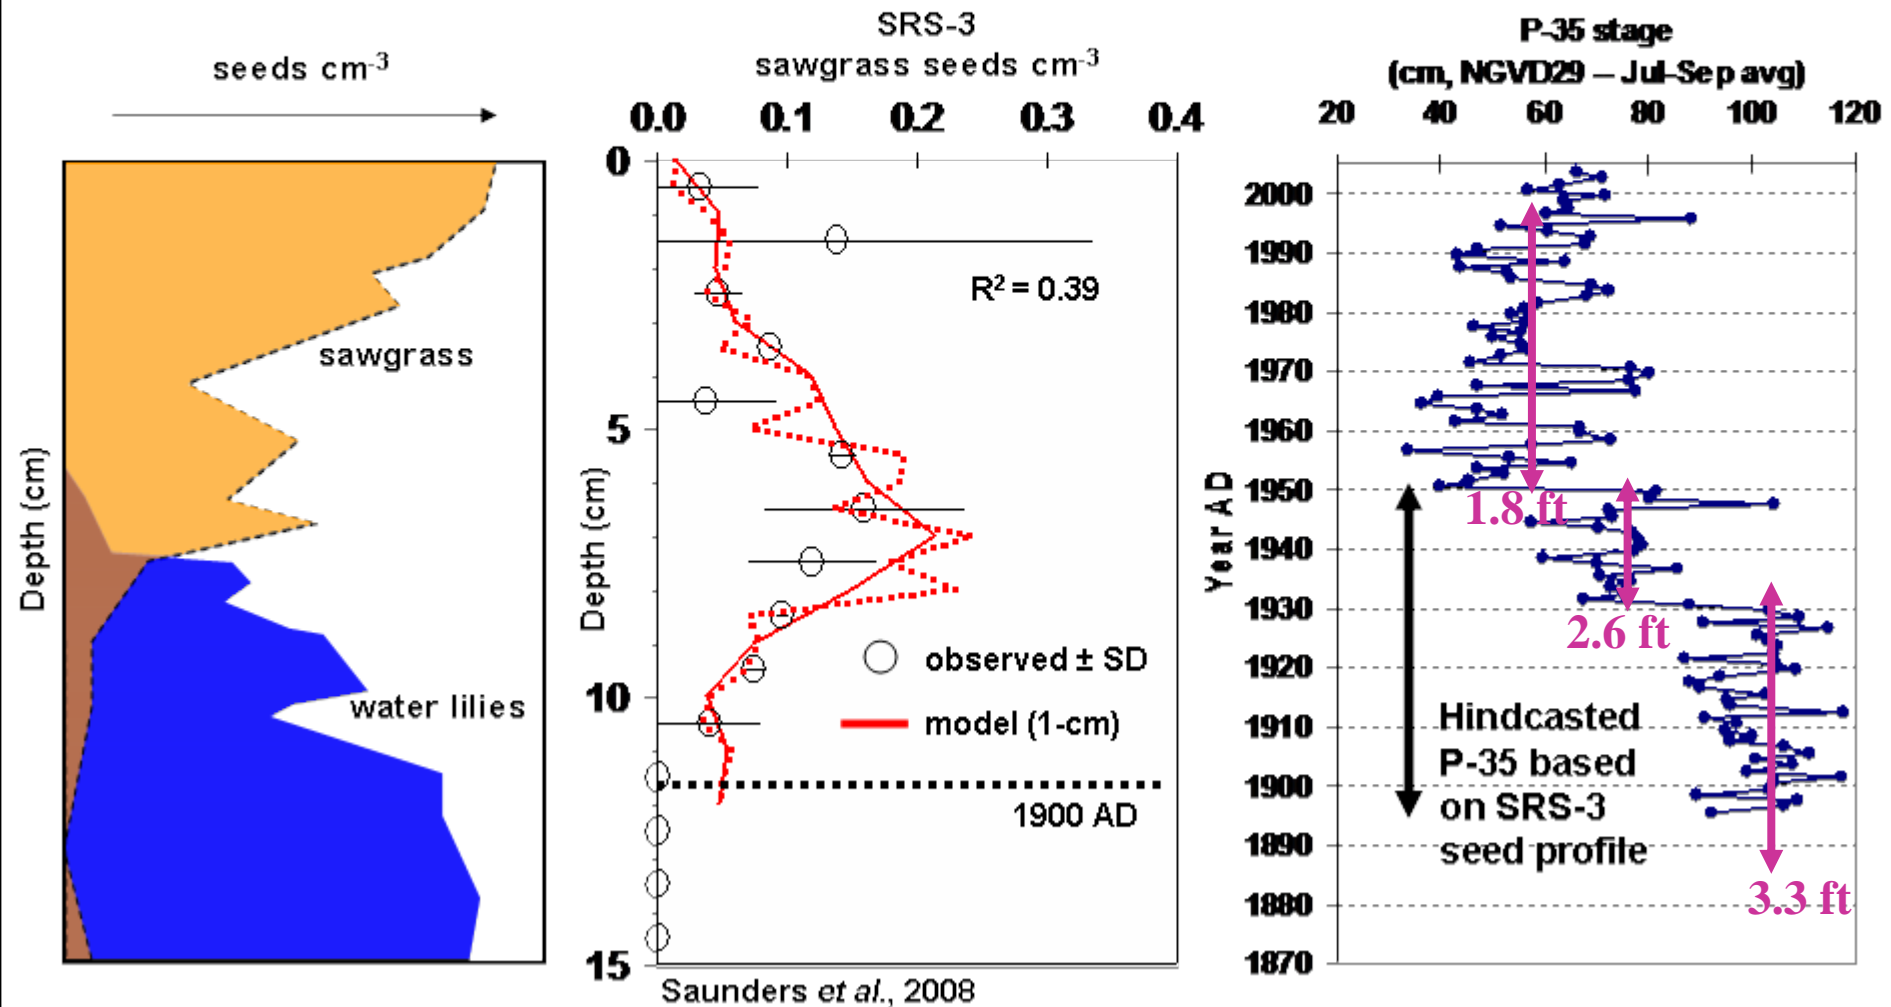 seeds cm-3
Depth (cm)
sawgrass
water lilies
SRS-3
sawgrass seeds cm-3
0.0 0.1 0.2 0.3 0.4
0
5
10
15
Depth (cm)
R2 = 0.39
observed ± SD
model (1-cm)
1900 AD
Saunders et al., 2008
P-35 stage
(cm, NGVD29 – Jul-Sep avg)
20 40 60 80 100 120
Year AD
2000
1990
1980
1970
1960
1950
1940
1930
1920
1910
1900
1890
1880
1870
1.8 ft
2.6 ft
3.3 ft
Hindcasted
P-35 based
on SRS-3
seed profile